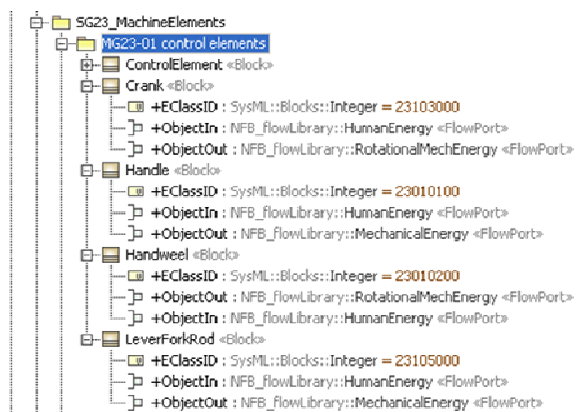 SG23_MachineElements
MG23-01 control elements
ControlElement «Block»
Crank «Block»
+EClassID : SysML::Blocks::Integer = 23103000
+ObjectIn : NFB_flowLibrary::HumanEnergy «FlowPort»
+ObjectOut : NFB_flowLibrary::RotationalMechEnergy «FlowPort»
Handle «Block»
+EClassID : SysML::Blocks::Integer = 23010100
+ObjectIn : NFB_flowLibrary::HumanEnergy «FlowPort»
+ObjectOut : NFB_flowLibrary::MechanicalEnergy «FlowPort»
Handweel «Block»
+EClassID : SysML::Blocks::Integer = 23010200
+ObjectOut : NFB_flowLibrary::RotationalMechEnergy «FlowPort»
+ObjectIn : NFB_flowLibrary::HumanEnergy «FlowPort»
LeverForkRod «Block»
+EClassID : SysML::Blocks::Integer = 23105000
+ObjectIn : NFB_flowLibrary::HumanEnergy «FlowPort»
+ObjectOut : NFB_flowLibrary::MechanicalEnergy «FlowPort»